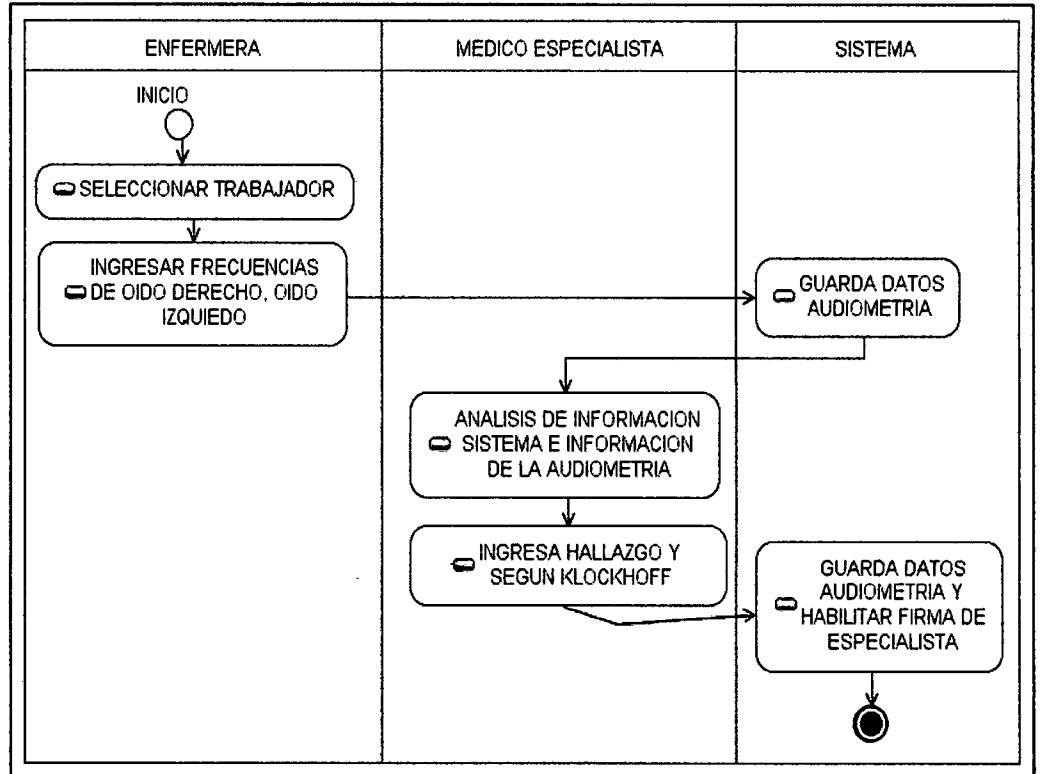 ENFERMERA
MEDICO ESPECIALISTA
SISTEMA
INICIO
SELECCIONAR TRABAJADOR
INGRESAR FRECUENCIAS
DE OIDO DERECHO, OIDO
IZQUIEDO
GUARDA DATOS
AUDIOMETRIA
ANALISIS DE INFORMACION
SISTEMA E INFORMACION
DE LA AUDIOMETRIA
INGRESA HALLAZGO Y
SEGUN KLOCKHOFF
GUARDA DATOS
AUDIOMETRIA Y
HABILITAR FIRMA DE
ESPECIALISTA